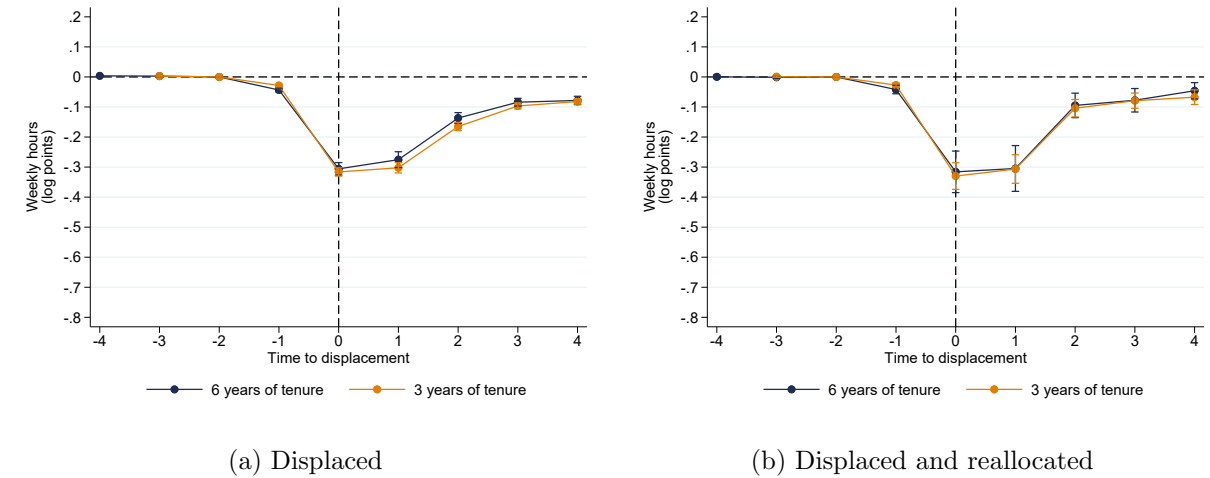 .2
.1
0
-.1
-.2
-.3
-.4
-.5
-.6
-.7
-.8
Weekly hours
(log points)
-4 -3 -2 -1 0 1 2 3 4
Time to displacement
6 years of tenure 3 years of tenure
(a) Displaced
.2
.1
0
-.1
-.2
-.3
-.4
-.5
-.6
-.7
-.8
Weekly hours
(log points)
-4 -3 -2 -1 0 1 2 3 4
Time to displacement
6 years of tenure 3 years of tenure
(b) Displaced and reallocated